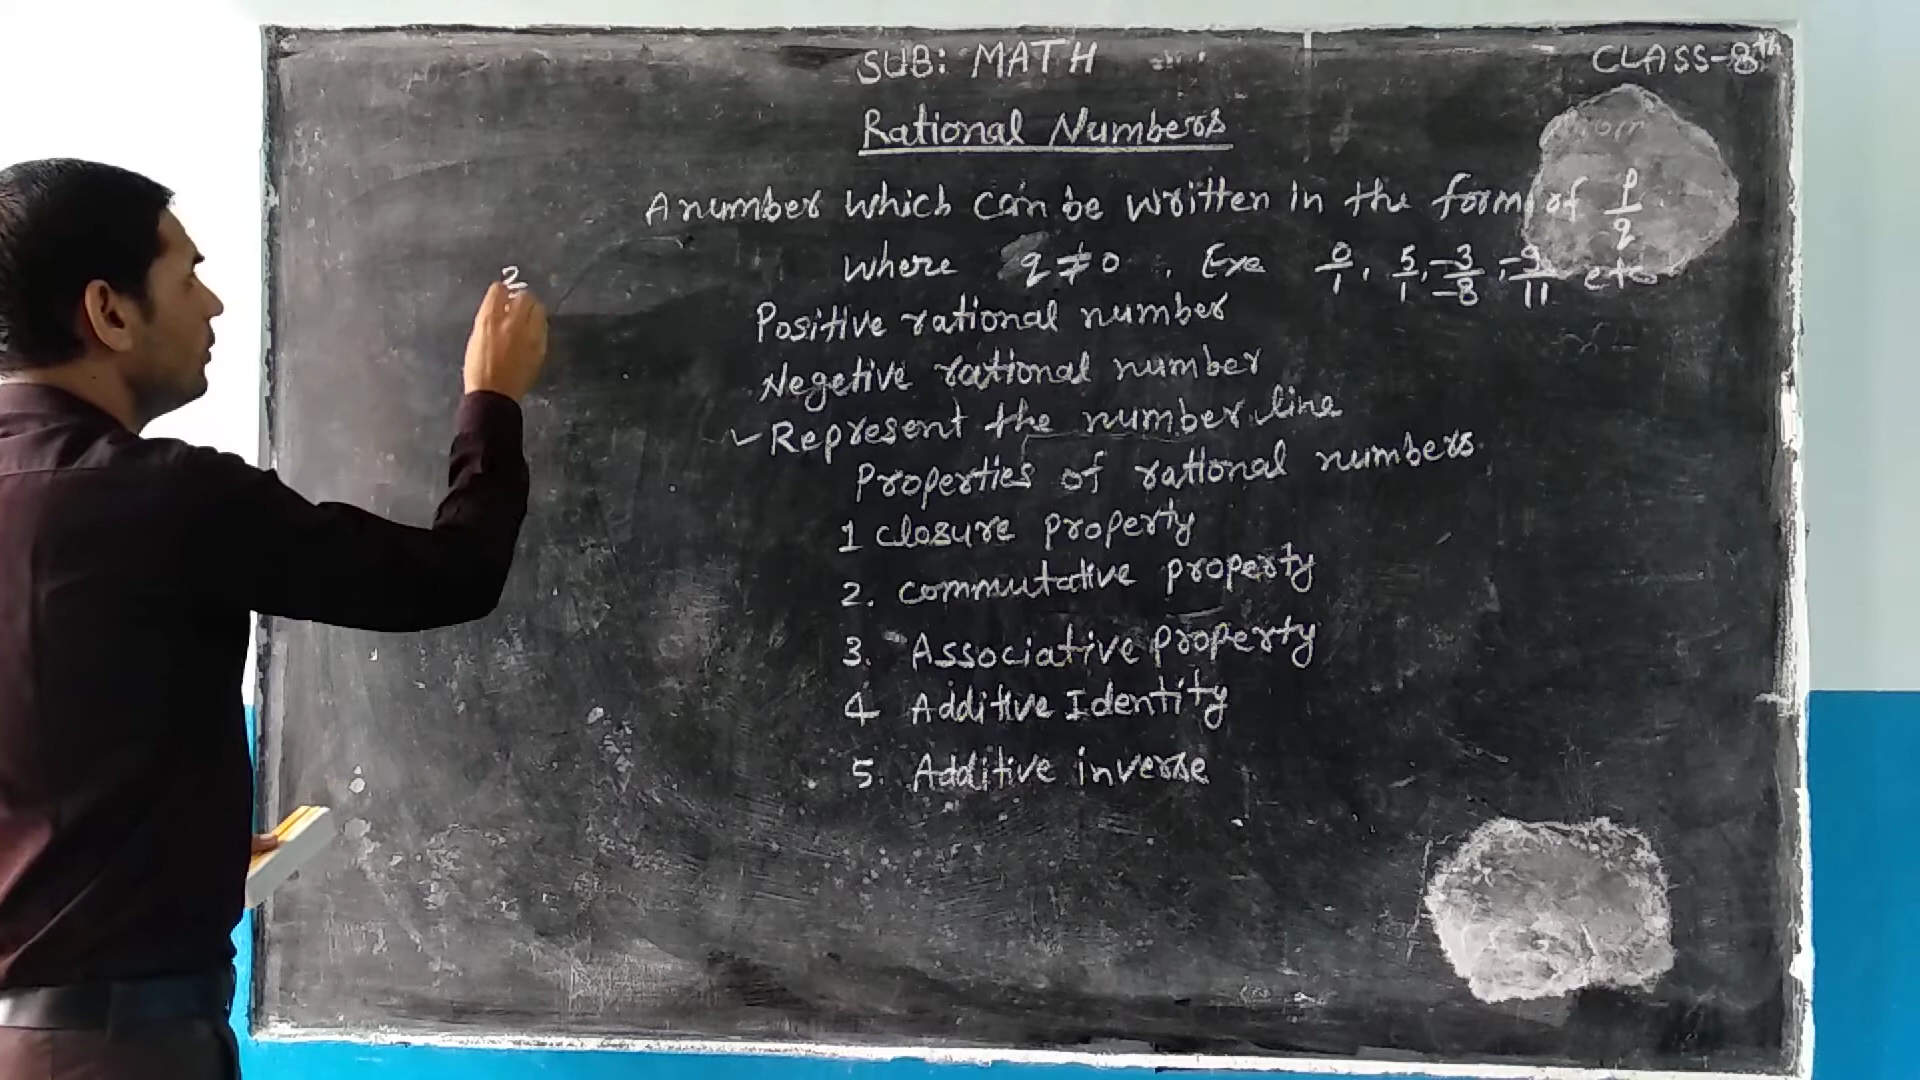 SUB: MATH
CLASS-8th
Rational Numbers
A number which can be written in the form of p/q
where q ≠ 0 . Exe 0/1, 5/1, -3/-8, -9/11 etc
2
Positive rational number
Negetive rational number
✓ Represent the number line
Properties of rational numbers
1 closure property
2. commutative property
3. Associative property
4 Additive Identity
5. Additive inverse